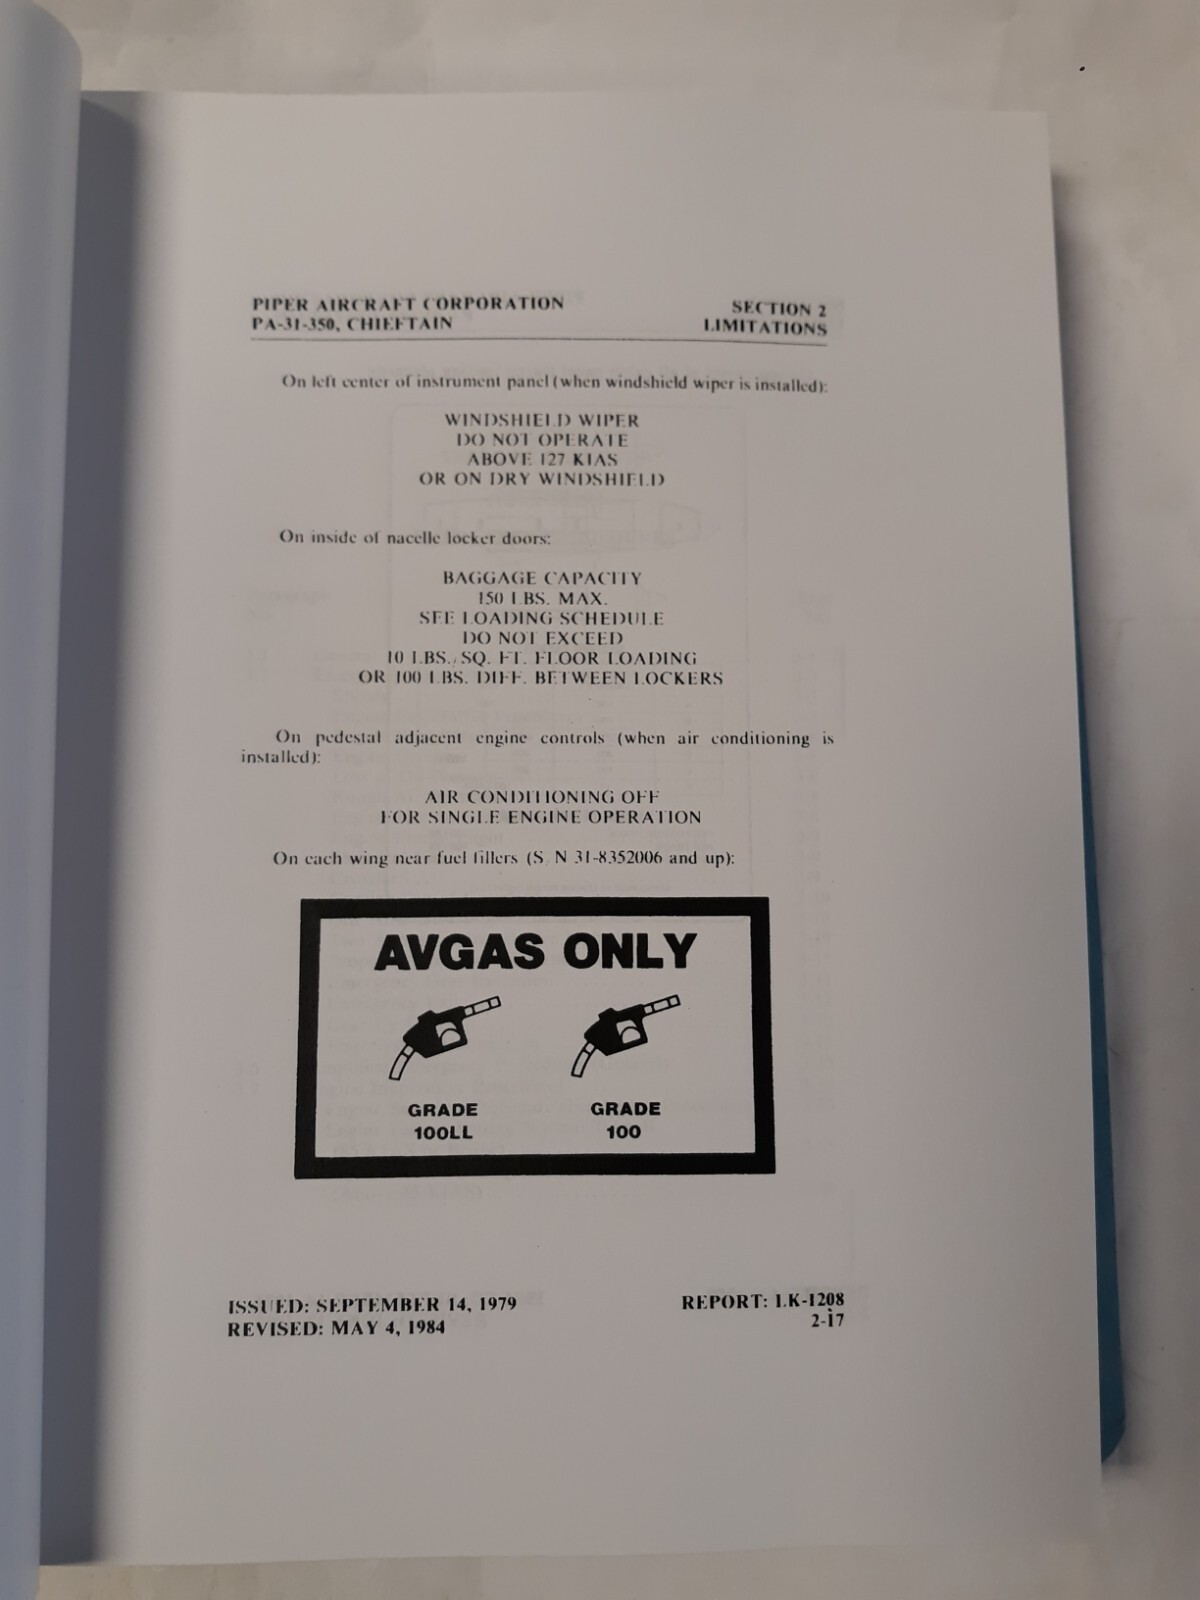 PIPER AIRCRAFT CORPORATION
PA-31-350, CHIEFTAIN
SECTION 2
LIMITATIONS
On left center of instrument panel (when windshield wiper is installed):
WINDSHIELD WIPER
DO NOT OPERATE
ABOVE 127 KIAS
OR ON DRY WINDSHIELD
On inside of nacelle locker doors:
BAGGAGE CAPACITY
150 LBS. MAX.
SEE LOADING SCHEDULE
DO NOT EXCEED
10 LBS./SQ. FT. FLOOR LOADING
OR 100 LBS. DIFF. BETWEEN LOCKERS
On pedestal adjacent engine controls (when air conditioning is
installed):
AIR CONDITIONING OFF
FOR SINGLE ENGINE OPERATION
On each wing near fuel fillers (S/N 31-8352006 and up):
AVGAS ONLY
GRADE
100LL
GRADE
100
ISSUED: SEPTEMBER 14, 1979
REVISED: MAY 4, 1984
REPORT: LK-1208
2-17